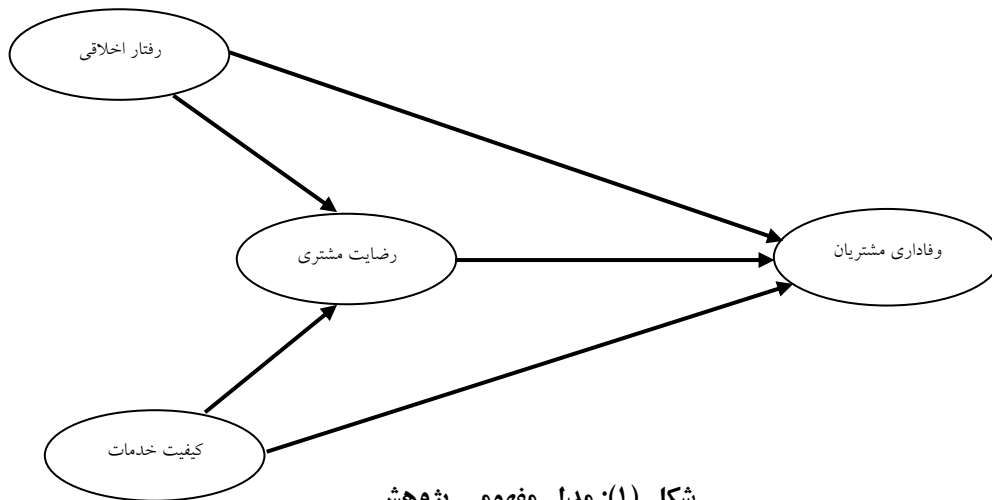 رفتار اخلاقی
رضایت مشتری
وفاداری مشتریان
کیفیت خدمات
شکل (۱): مدل مفهومی پژوهش